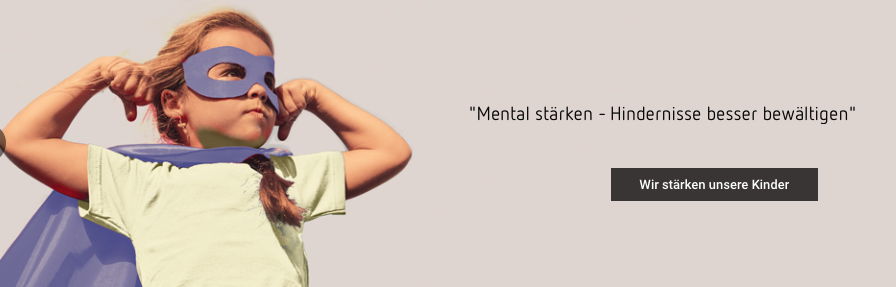 "Mental stärken - Hindernisse besser bewältigen"
Wir stärken unsere Kinder